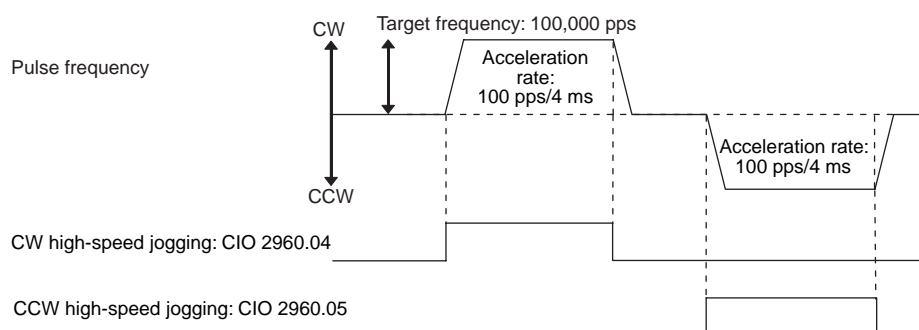 CW
Target frequency: 100,000 pps
Pulse frequency
Acceleration
rate:
100 pps/4 ms
Acceleration rate:
100 pps/4 ms
CCW
CW high-speed jogging: CIO 2960.04
CCW high-speed jogging: CIO 2960.05